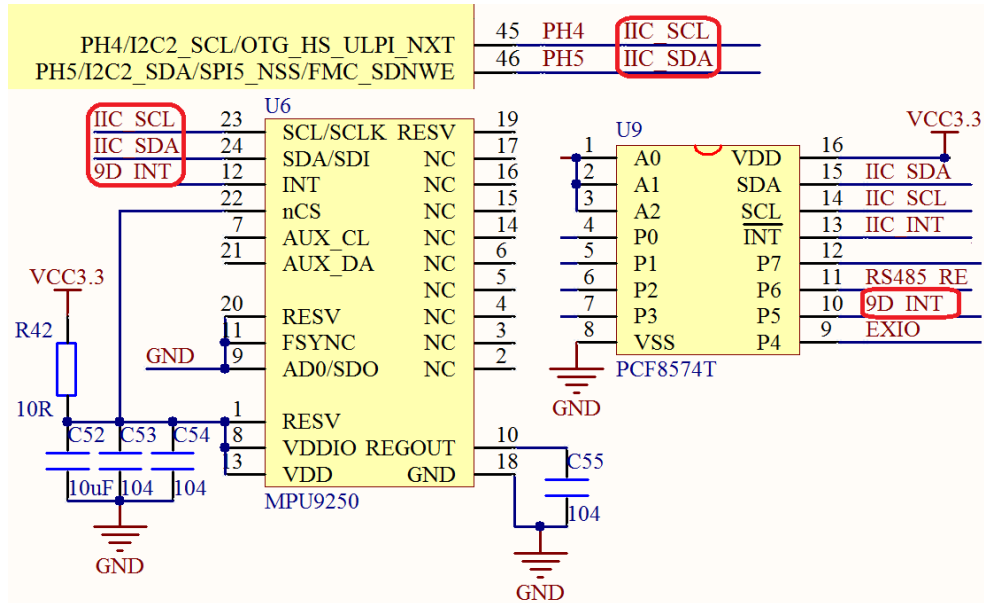 PH4/I2C2_SCL/OTG_HS_ULPI_NXT 45 PH4 IIC_SCL
PH5/I2C2_SDA/SPI5_NSS/FMC_SDNWE 46 PH5 IIC_SDA
U6
IIC_SCL 23 SCL/SCLK RESV 19
IIC_SDA 24 SDA/SDI NC 17
9D_INT 12 INT NC 16
22 nCS NC 15
7 AUX_CL NC 14
21 AUX_DA NC 6
NC 5
20 RESV NC 4
11 FSYNC NC 3
GND 9 AD0/SDO NC 2
1 RESV
8 VDDIO REGOUT 10
13 VDD GND 18
MPU9250
VCC3.3
R42
10R
C52 C53 C54
10uF 104 104
GND
C55
104
GND
U9
VCC3.3
1 A0 VDD 16
2 A1 SDA 15 IIC_SDA
3 A2 SCL 14 IIC_SCL
4 P0 INT 13 IIC_INT
5 P1 P7 12
6 P2 P6 11 RS485_RE
7 P3 P5 10 9D_INT
8 VSS P4 9 EXIO
PCF8574T
GND